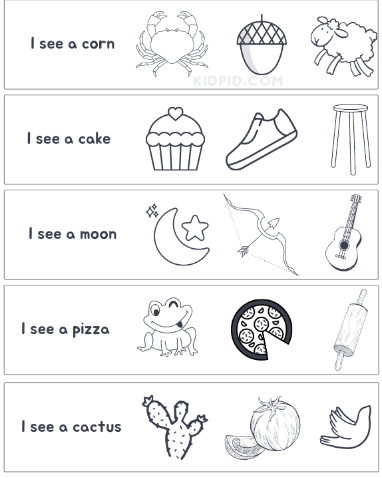 I see a corn
KIDPID.COM
I see a cake
I see a moon
I see a pizza
I see a cactus